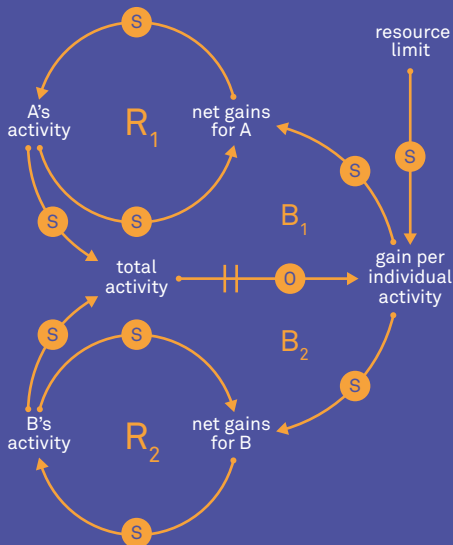 S
resource
limit
A's
activity
R1
net gains
for A
S
S
S
S
B1
total
activity
O
gain per
individual
activity
S
S
B2
S
B's
activity
R2
net gains
for B
S